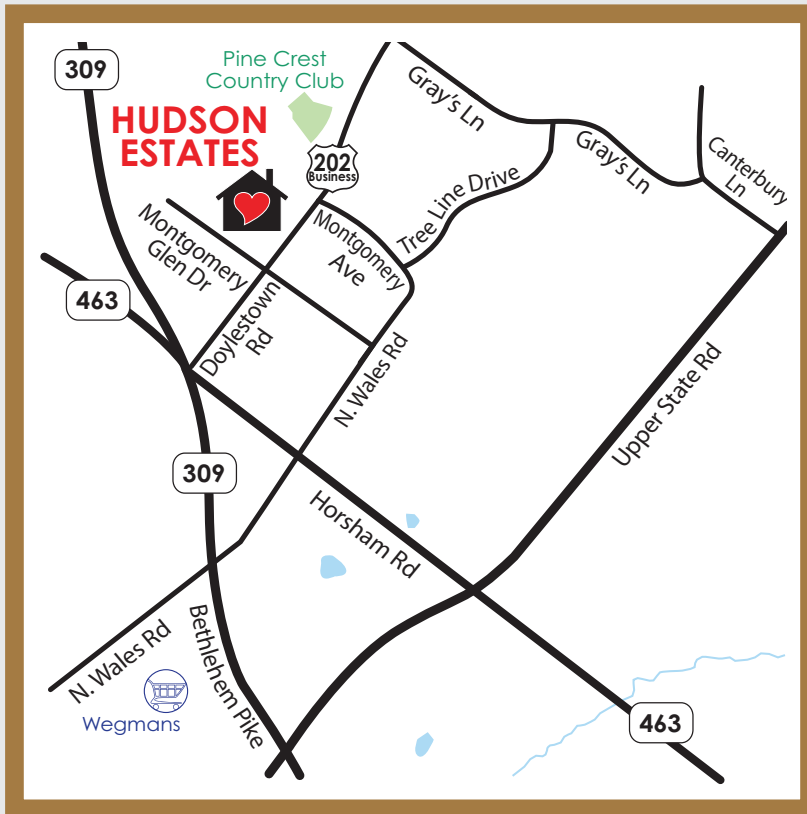 309
Pine Crest
Country Club
HUDSON
ESTATES
202
Business
Gray's Ln
Gray's Ln
Canterbury
Ln
Tree Line Drive
Montgomery
Ave
Montgomery
Glen Dr
463
Doylestown
Rd
N. Wales Rd
Upper State Rd
309
Horsham Rd
N. Wales Rd
Bethlehem Pike
Wegmans
463